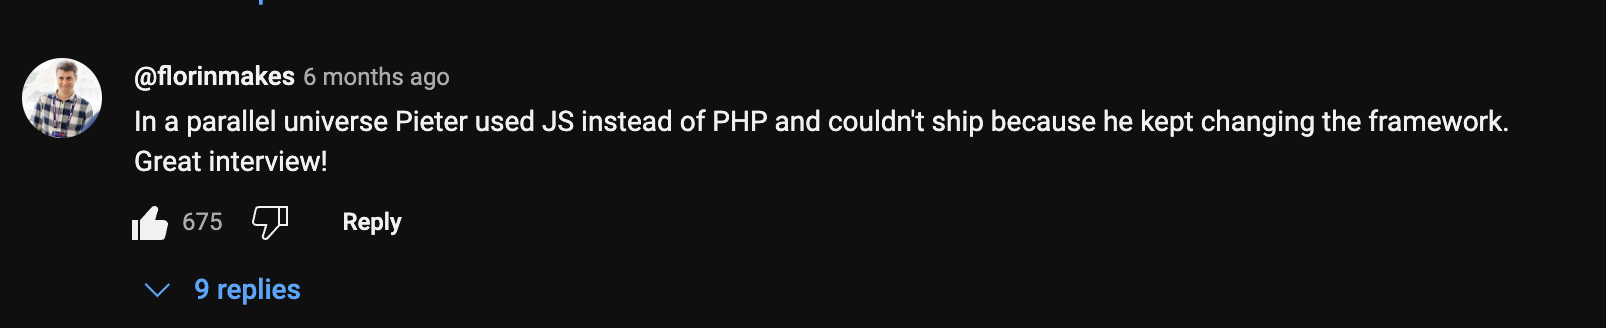 @florinmakes 6 months ago
In a parallel universe Pieter used JS instead of PHP and couldn't ship because he kept changing the framework.
Great interview!
675 Reply
9 replies